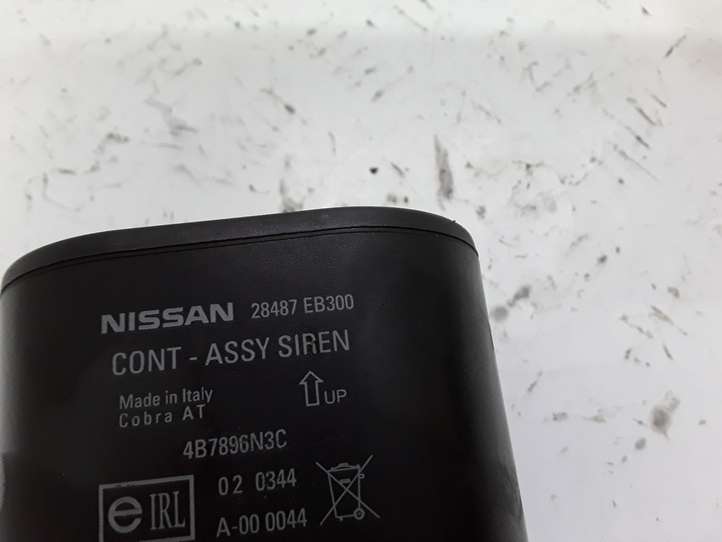 NISSAN 28487 EB300
CONT - ASSY SIREN
Made in Italy
Cobra AT
UP
4B7896N3C
e IRL
02 0344
A-00 0044